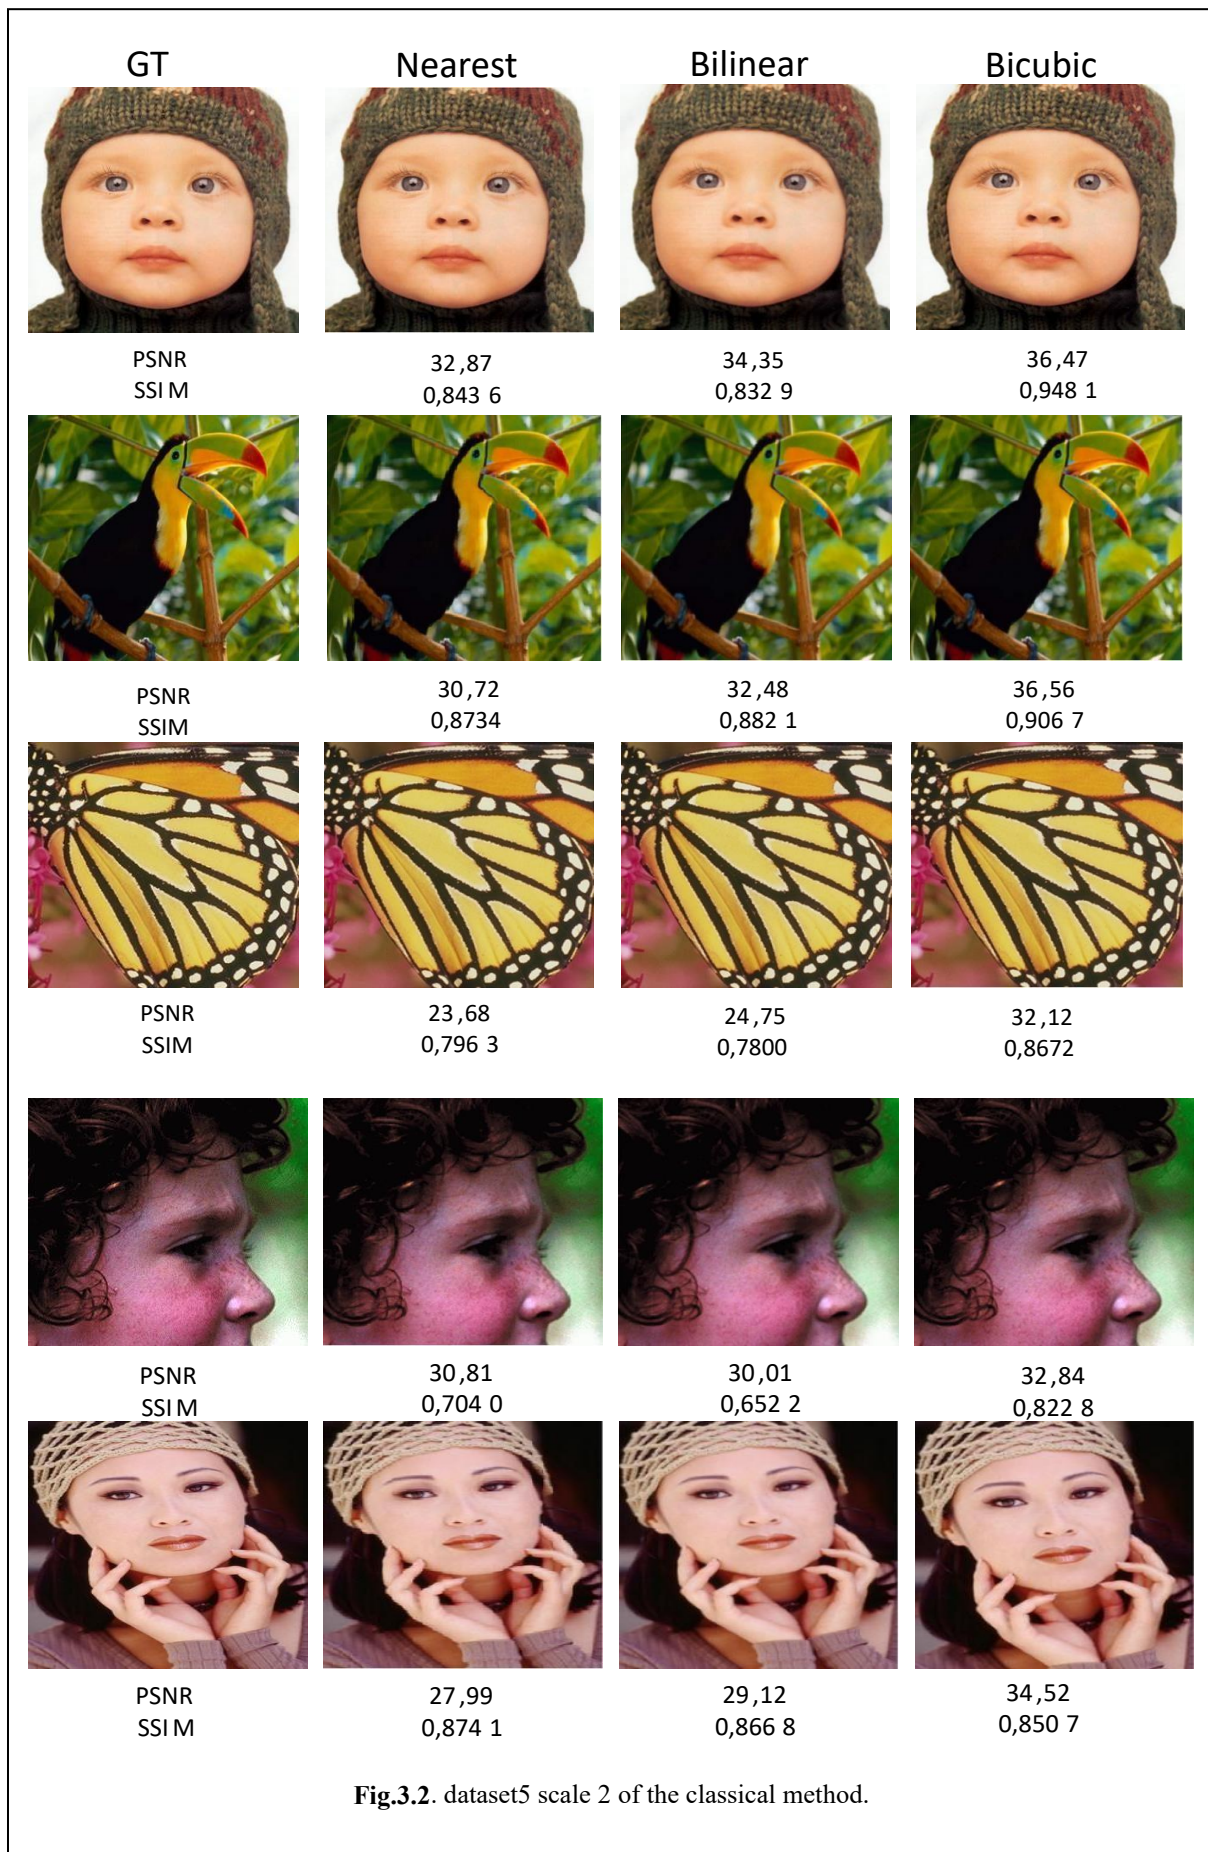 GT Nearest Bilinear Bicubic
PSNR 32,87 34,35 36,47
SSIM 0,843 6 0,832 9 0,948 1
PSNR 30,72 32,48 36,56
SSIM 0,8734 0,882 1 0,906 7
PSNR 23,68 24,75 32,12
SSIM 0,796 3 0,7800 0,8672
PSNR 30,81 30,01 32,84
SSIM 0,704 0 0,652 2 0,822 8
PSNR 27,99 29,12 34,52
SSIM 0,874 1 0,866 8 0,850 7
Fig.3.2. dataset5 scale 2 of the classical method.